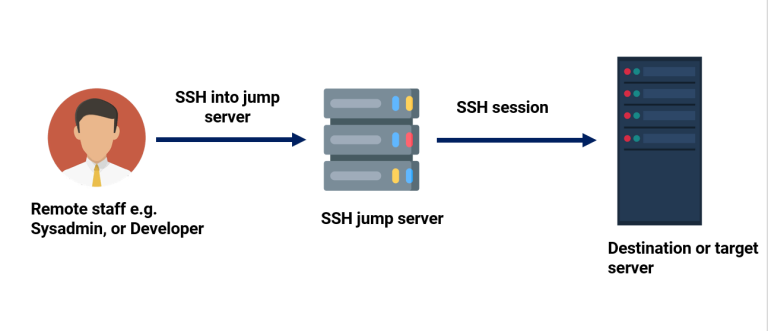 SSH into jump
server
SSH session
Remote staff e.g.
Sysadmin, or Developer
SSH jump server
Destination or target
server